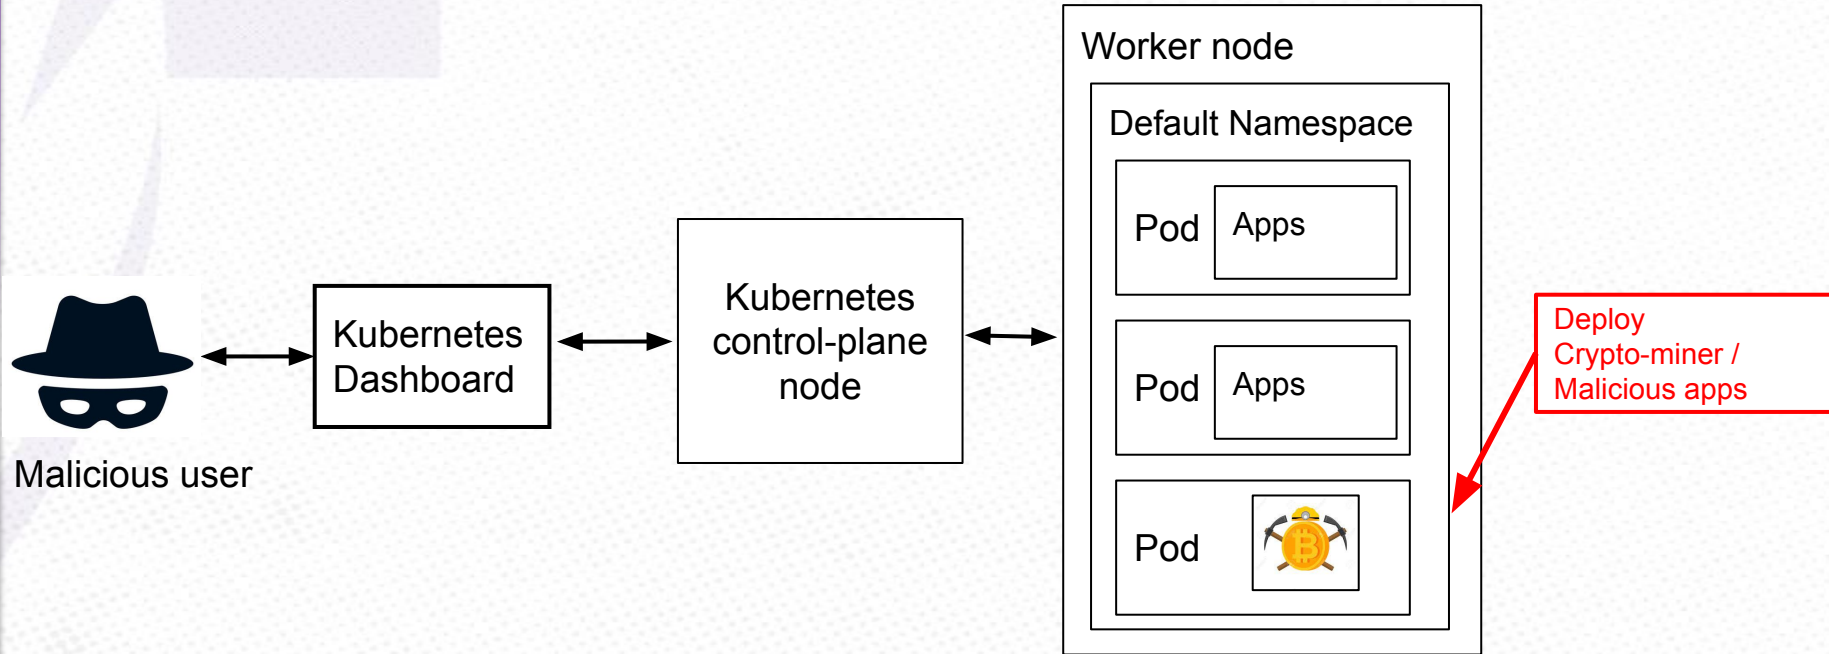 Malicious user
Kubernetes
Dashboard
Kubernetes
control-plane
node
Worker node
Default Namespace
Pod
Apps
Pod
Apps
Pod
Deploy
Crypto-miner /
Malicious apps